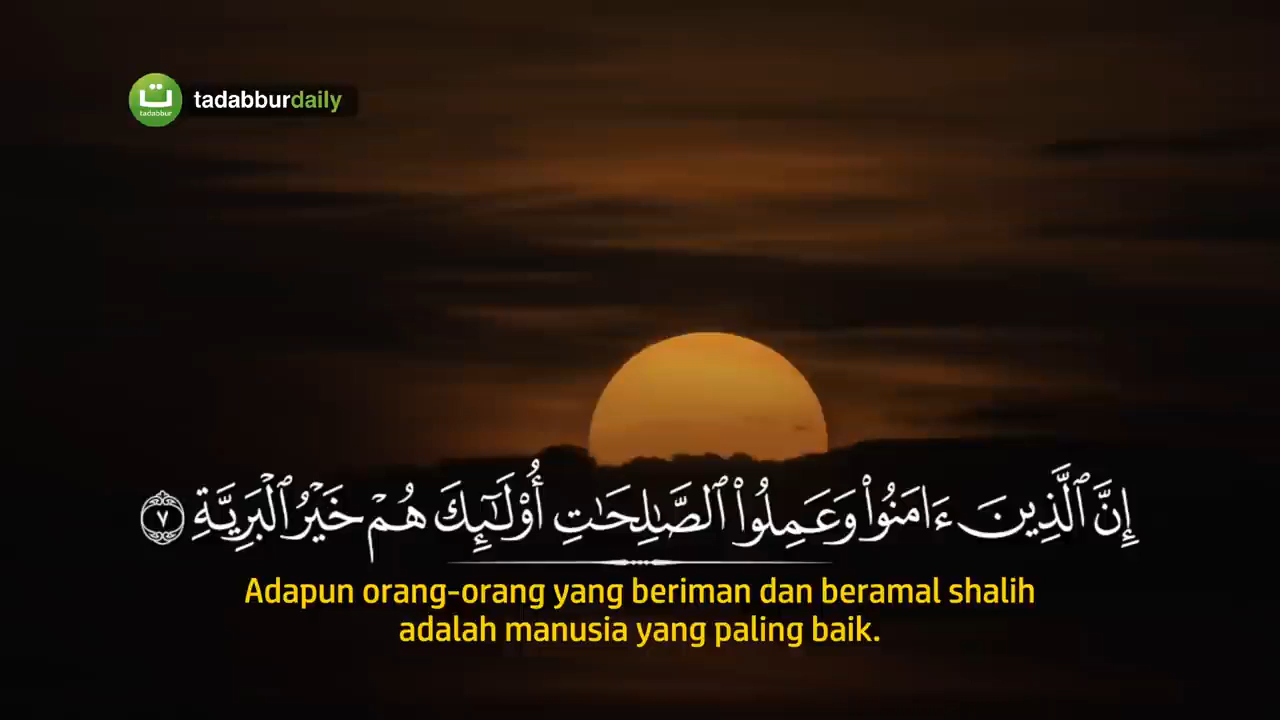 ت
tadabbur
tadabburdaily
إِنَّ ٱلَّذِينَ ءَامَنُوا۟ وَعَمِلُوا۟ ٱلصَّـٰلِحَـٰتِ أُو۟لَـٰٓئِكَ هُمْ خَيْرُ ٱلْبَرِيَّةِ ٧
Adapun orang-orang yang beriman dan beramal shalih
adalah manusia yang paling baik.